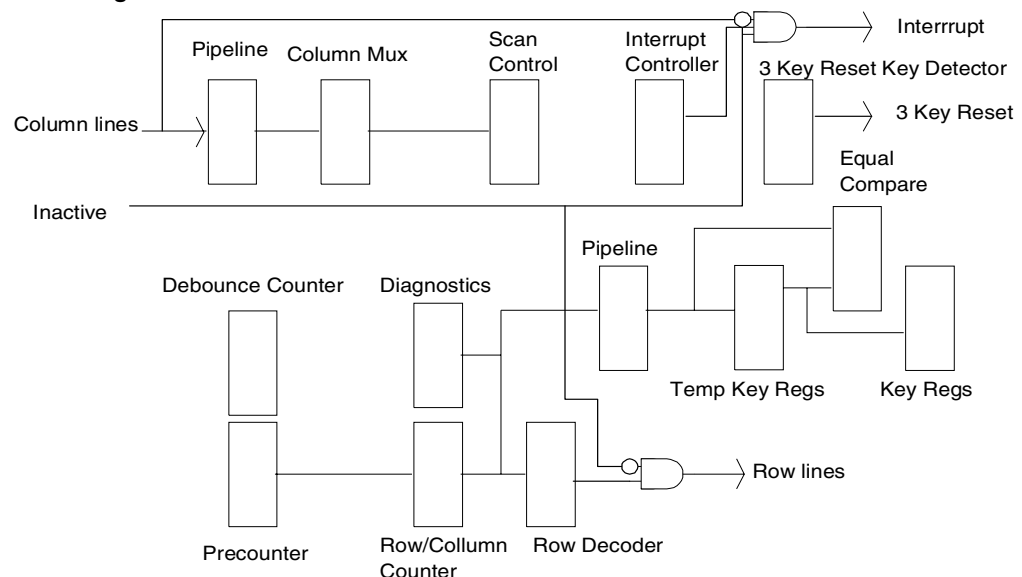 Interrrupt
Pipeline
Column Mux
Scan
Control
Interrupt
Controller
3 Key Reset Key Detector
Column lines
3 Key Reset
Equal
Compare
Inactive
Pipeline
Debounce Counter
Diagnostics
Temp Key Regs
Key Regs
Row lines
Precounter
Row/Collumn
Counter
Row Decoder